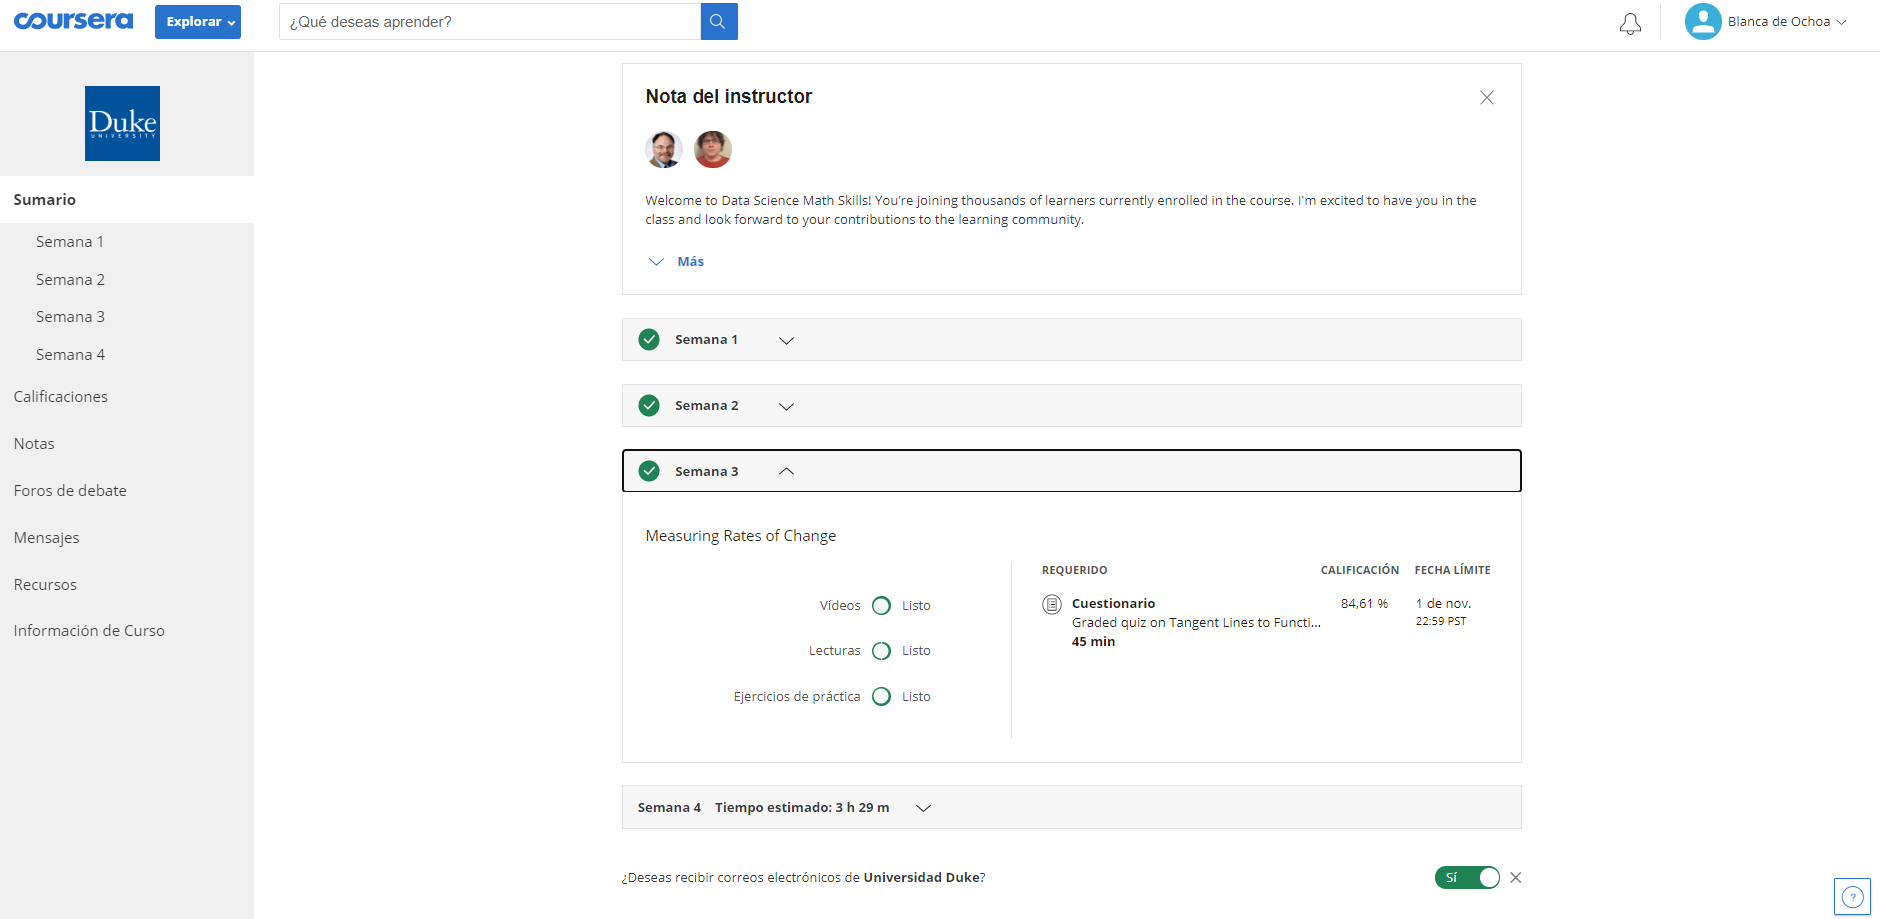 coursera
Explorar
¿Qué deseas aprender?
Blanca de Ochoa
Duke
UNIVERSITY
Sumario
Semana 1
Semana 2
Semana 3
Semana 4
Calificaciones
Notas
Foros de debate
Mensajes
Recursos
Información de Curso
Nota del instructor
Welcome to Data Science Math Skills! You’re joining thousands of learners currently enrolled in the course. I'm excited to have you in the
class and look forward to your contributions to the learning community.
Más
Semana 1
Semana 2
Semana 3
Measuring Rates of Change
Vídeos Listo
Lecturas Listo
Ejercicios de práctica Listo
REQUERIDO CALIFICACIÓN FECHA LÍMITE
Cuestionario 84,61 % 1 de nov.
Graded quiz on Tangent Lines to Functi... 22:59 PST
45 min
Semana 4 Tiempo estimado: 3 h 29 m
¿Deseas recibir correos electrónicos de Universidad Duke?
Sí
?